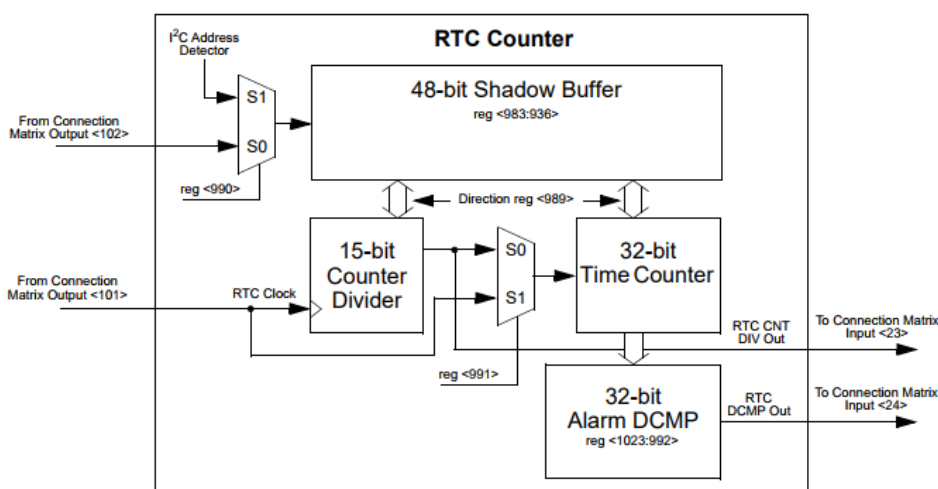 I²C Address
Detector
RTC Counter
48-bit Shadow Buffer
reg <983:936>
S1
S0
From Connection
Matrix Output <102>
reg <990>
Direction reg <989>
15-bit
Counter
Divider
S0
S1
32-bit
Time Counter
From Connection
Matrix Output <101>
RTC Clock
RTC CNT
DIV Out
To Connection Matrix
Input <23>
reg <991>
32-bit
Alarm DCMP
reg <1023:992>
RTC
DCMP Out
To Connection Matrix
Input <24>